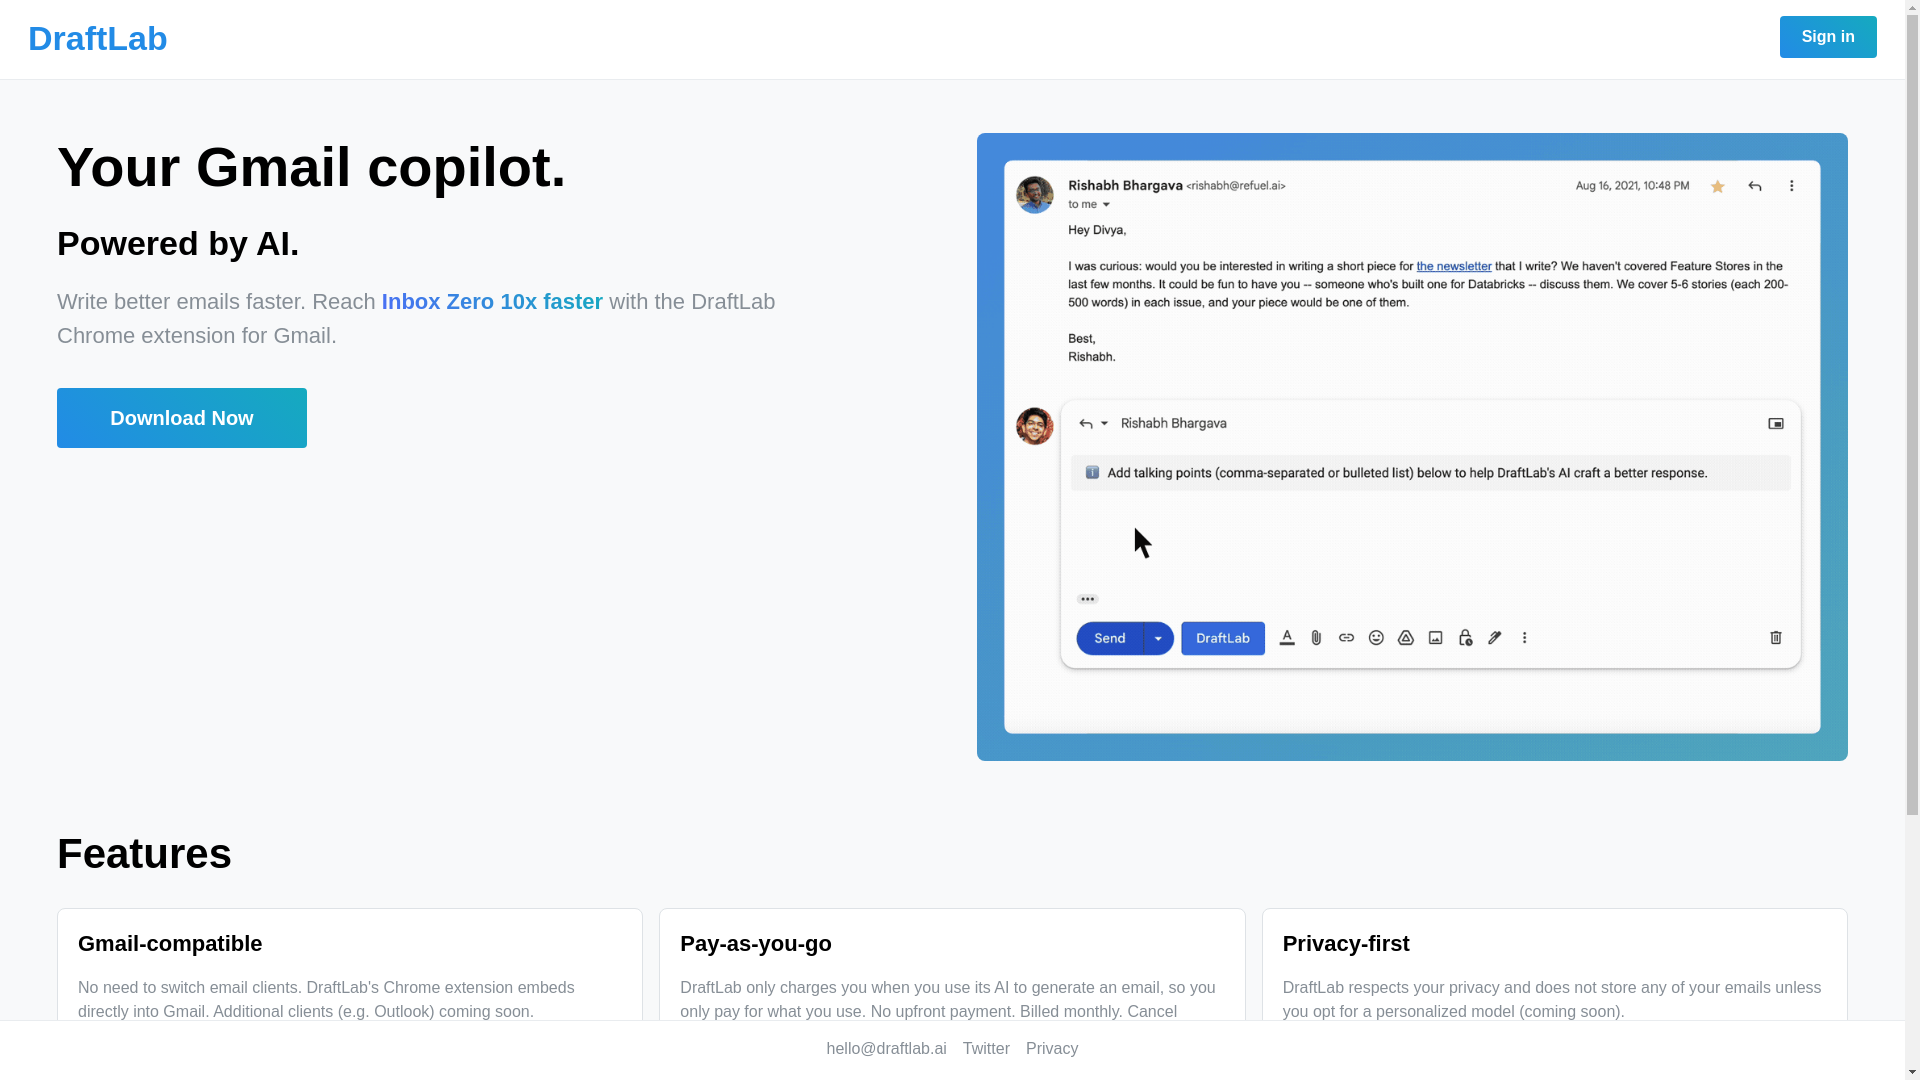 DraftLab
Sign in
Your Gmail copilot.
Powered by AI.
Write better emails faster. Reach Inbox Zero 10x faster with the DraftLab
Chrome extension for Gmail.
Download Now
Rishabh Bhargava <rishabh@refuel.ai>
Aug 16, 2021, 10:48 PM
to me
Hey Divya,
I was curious: would you be interested in writing a short piece for the newsletter that I write? We haven't covered Feature Stores in the
last few months. It could be fun to have you -- someone who's built one for Databricks -- discuss them. We cover 5-6 stories (each 200-
500 words) in each issue, and your piece would be one of them.
Best,
Rishabh.
Rishabh Bhargava
Add talking points (comma-separated or bulleted list) below to help DraftLab's AI craft a better response.
Send
DraftLab
Features
Gmail-compatible
No need to switch email clients. DraftLab's Chrome extension embeds
directly into Gmail. Additional clients (e.g. Outlook) coming soon.
Pay-as-you-go
DraftLab only charges you when you use its AI to generate an email, so you
only pay for what you use. No upfront payment. Billed monthly. Cancel
Privacy-first
DraftLab respects your privacy and does not store any of your emails unless
you opt for a personalized model (coming soon).
hello@draftlab.ai Twitter Privacy